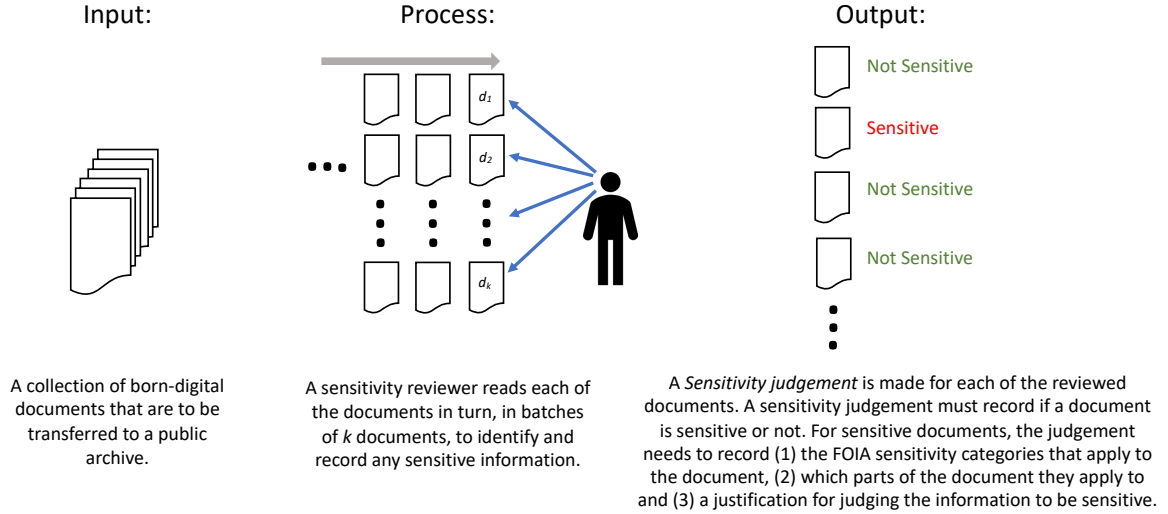 Input:
Process:
Output:
d1
d2
dk
Not Sensitive
Sensitive
Not Sensitive
Not Sensitive
A collection of born-digital
documents that are to be
transferred to a public
archive.
A sensitivity reviewer reads each of
the documents in turn, in batches
of k documents, to identify and
record any sensitive information.
A Sensitivity judgement is made for each of the reviewed
documents. A sensitivity judgement must record if a document
is sensitive or not. For sensitive documents, the judgement
needs to record (1) the FOIA sensitivity categories that apply to
the document, (2) which parts of the document they apply to
and (3) a justification for judging the information to be sensitive.